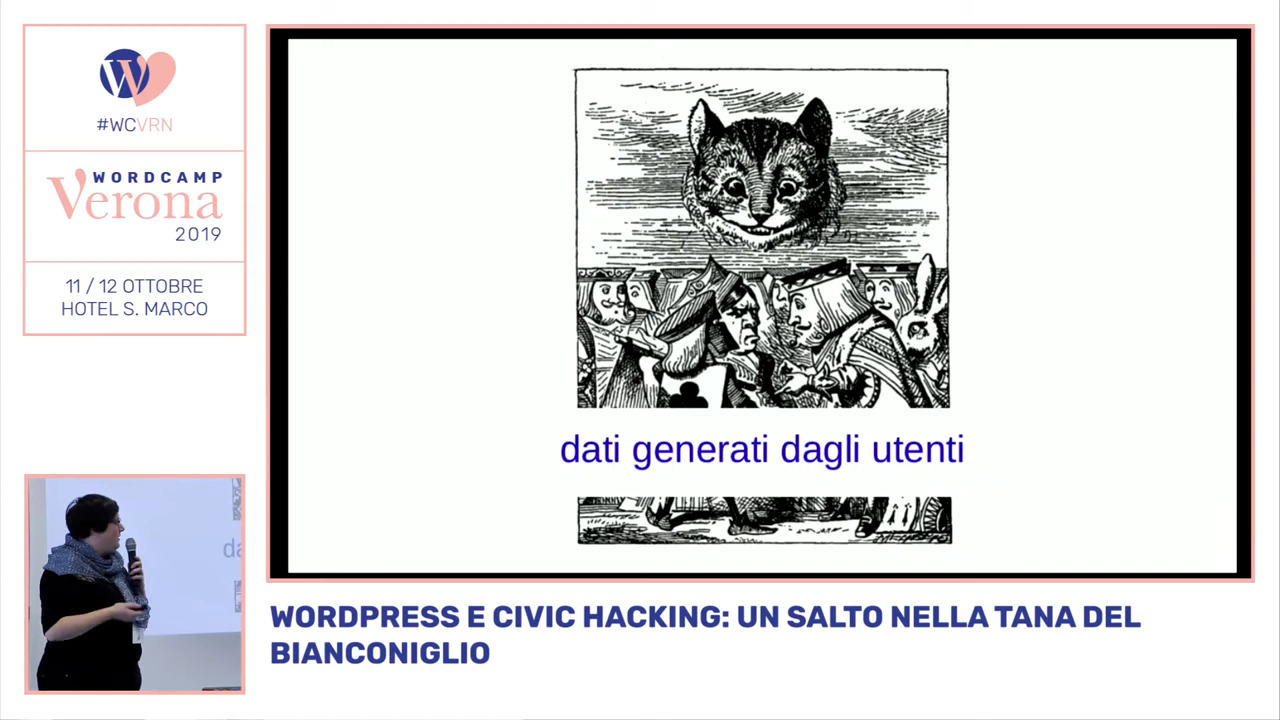 #WCVRN
WORDCAMP
Verona
2019
11 / 12 OTTOBRE
HOTEL S. MARCO
dati generati dagli utenti
da
WORDPRESS E CIVIC HACKING: UN SALTO NELLA TANA DEL
BIANCONIGLIO